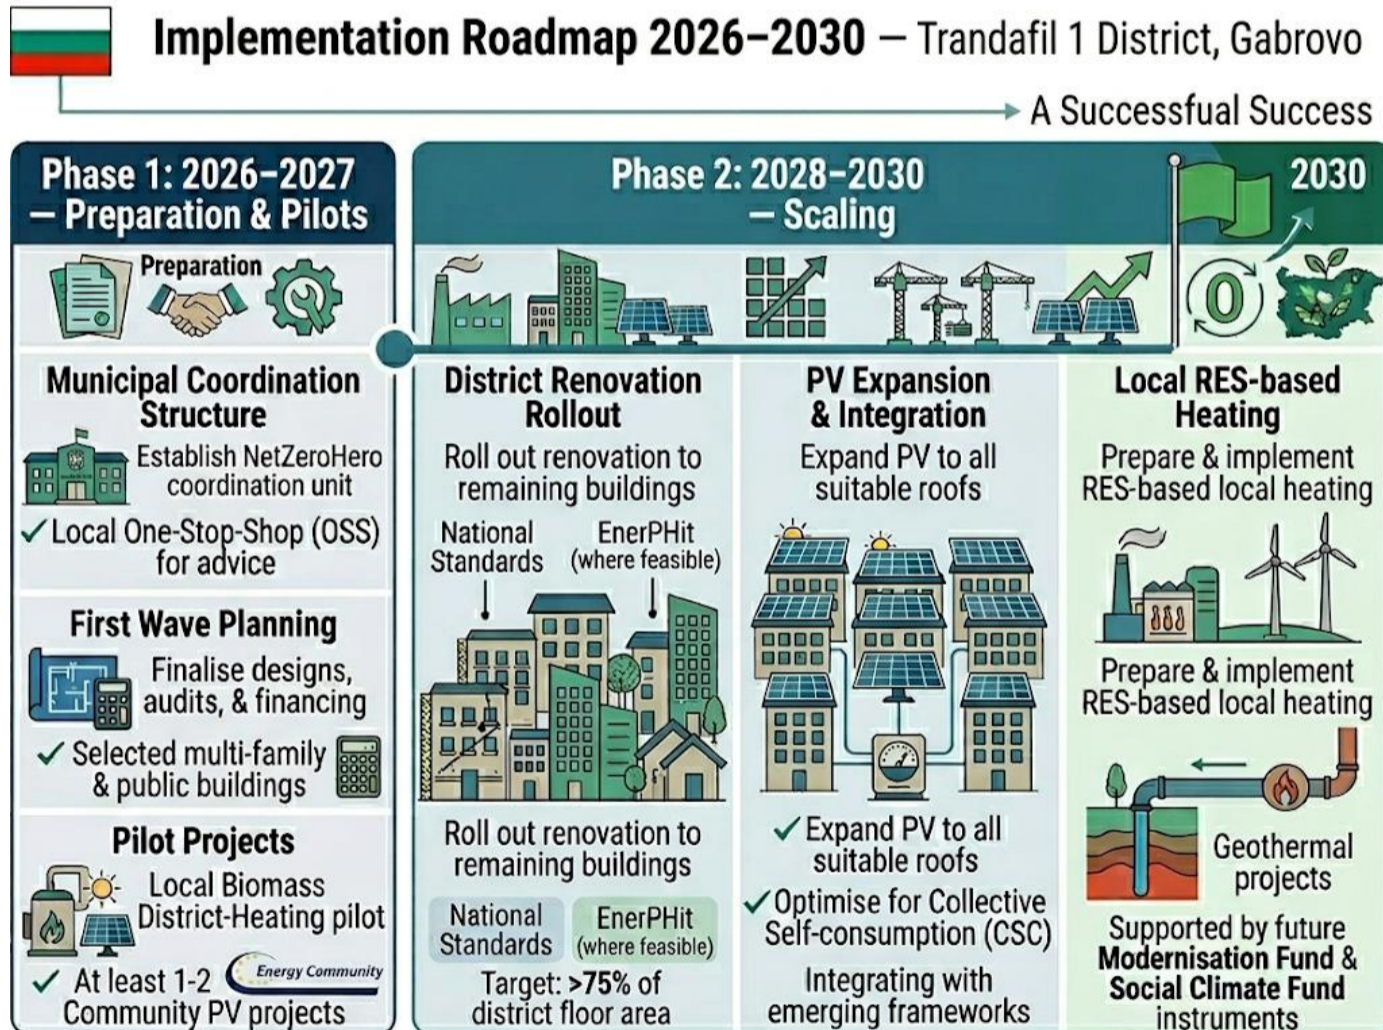 Implementation Roadmap 2026–2030 — Trandafil 1 District, Gabrovo
A Successfual Success
Phase 1: 2026–2027
— Preparation & Pilots
Preparation
Municipal Coordination
Structure
Establish NetZeroHero
coordination unit
✓ Local One-Stop-Shop (OSS)
for advice
First Wave Planning
Finalise designs,
audits, & financing
✓ Selected multi-family
& public buildings
Pilot Projects
Local Biomass
District-Heating pilot
Energy Community
✓ At least 1-2
Community PV projects
Phase 2: 2028–2030
— Scaling
2030
0
District Renovation
Rollout
Roll out renovation to
remaining buildings
National
Standards
EnerPHit
(where feasible)
Roll out renovation to
remaining buildings
National
Standards
EnerPHit
(where feasible)
Target: >75% of
district floor area
PV Expansion
& Integration
Expand PV to all
suitable roofs
✓ Expand PV to all
suitable roofs
✓ Optimise for Collective
Self-consumption (CSC)
Integrating with
emerging frameworks
Local RES-based
Heating
Prepare & implement
RES-based local heating
Prepare & implement
RES-based local heating
Geothermal
projects
Supported by future
Modernisation Fund &
Social Climate Fund
instruments